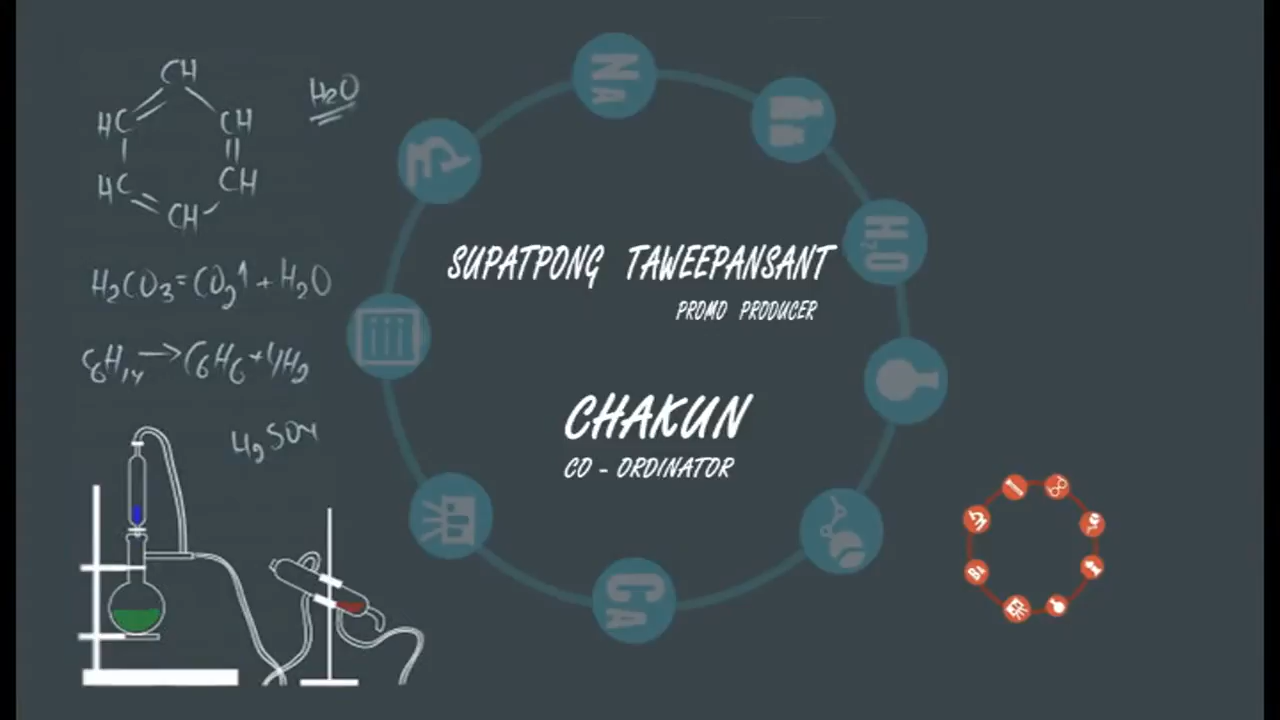 CH
H2O
HC
CH
HC
CH
CH
H2CO3=CO2↑+H2O
C6H14→C6H6+4H2
H2SO4
NA
H2O
SUPATPONG TAWEEPANSANT
PROMO PRODUCER
CHAKUN
CO - ORDINATOR
CA
BA